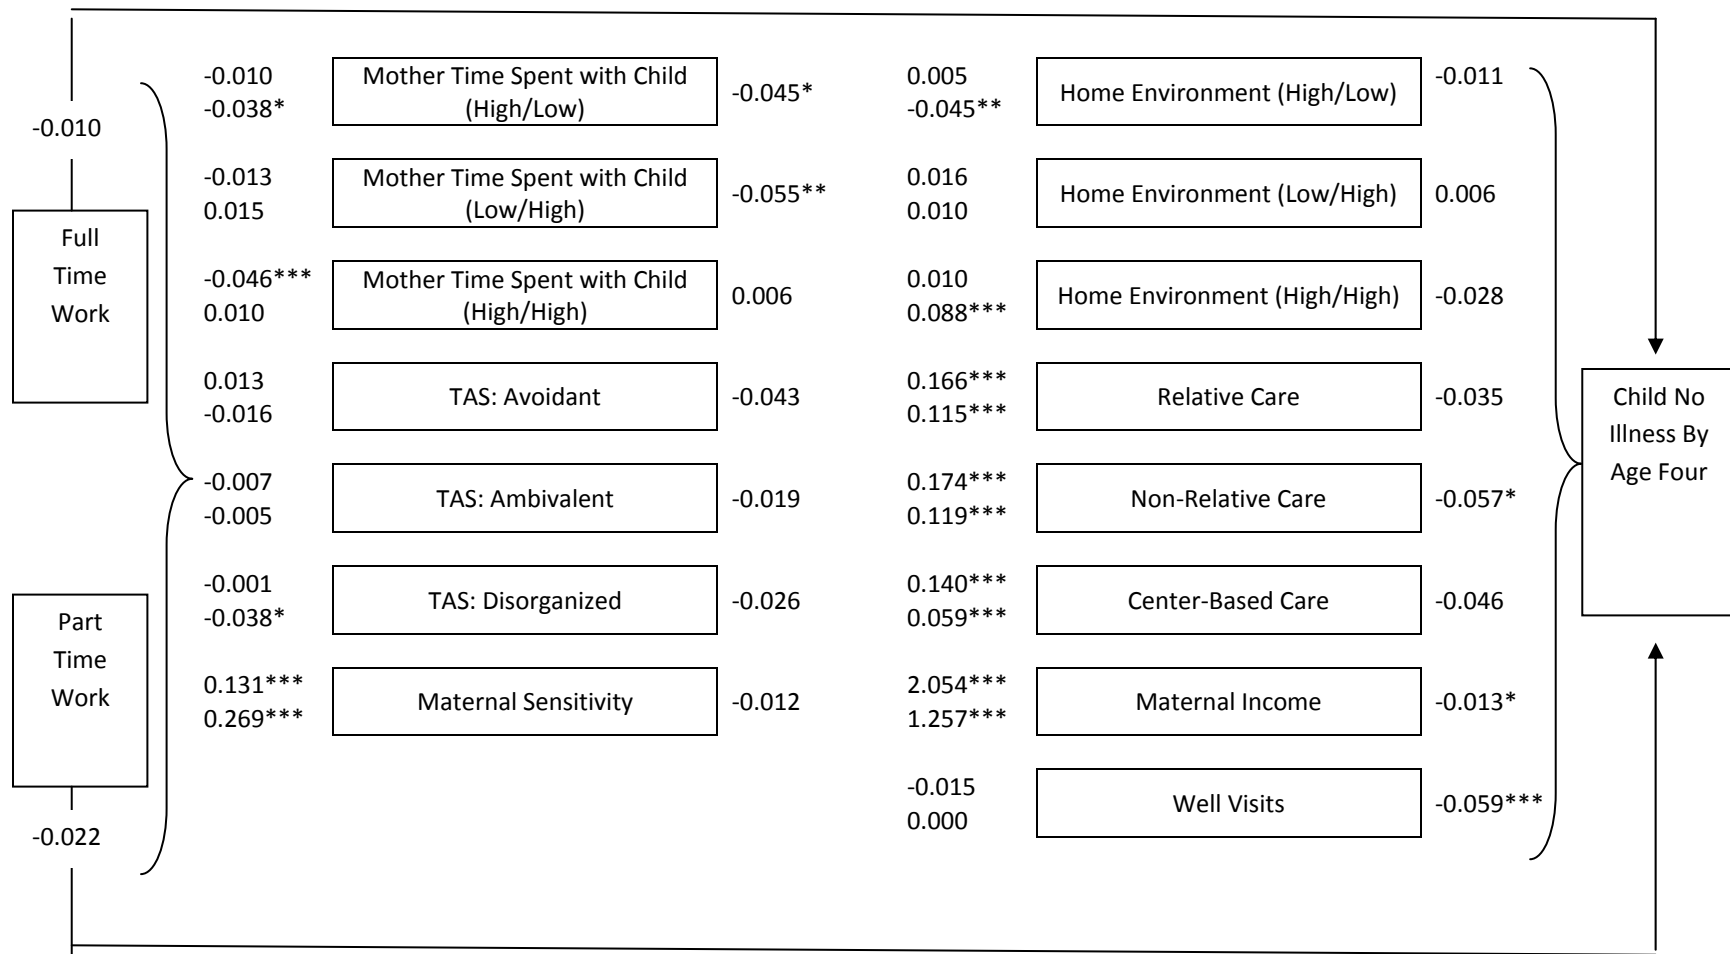 -0.010
Full
Time
Work
Part
Time
Work
-0.022
-0.010
-0.038*
Mother Time Spent with Child
(High/Low)
-0.045*
-0.013
0.015
Mother Time Spent with Child
(Low/High)
-0.055**
-0.046***
0.010
Mother Time Spent with Child
(High/High)
0.006
0.013
-0.016
TAS: Avoidant
-0.043
-0.007
-0.005
TAS: Ambivalent
-0.019
-0.001
-0.038*
TAS: Disorganized
-0.026
0.131***
0.269***
Maternal Sensitivity
-0.012
0.005
-0.045**
Home Environment (High/Low)
-0.011
0.016
0.010
Home Environment (Low/High)
0.006
0.010
0.088***
Home Environment (High/High)
-0.028
0.166***
0.115***
Relative Care
-0.035
0.174***
0.119***
Non-Relative Care
-0.057*
0.140***
0.059***
Center-Based Care
-0.046
2.054***
1.257***
Maternal Income
-0.013*
-0.015
0.000
Well Visits
-0.059***
Child No
Illness By
Age Four